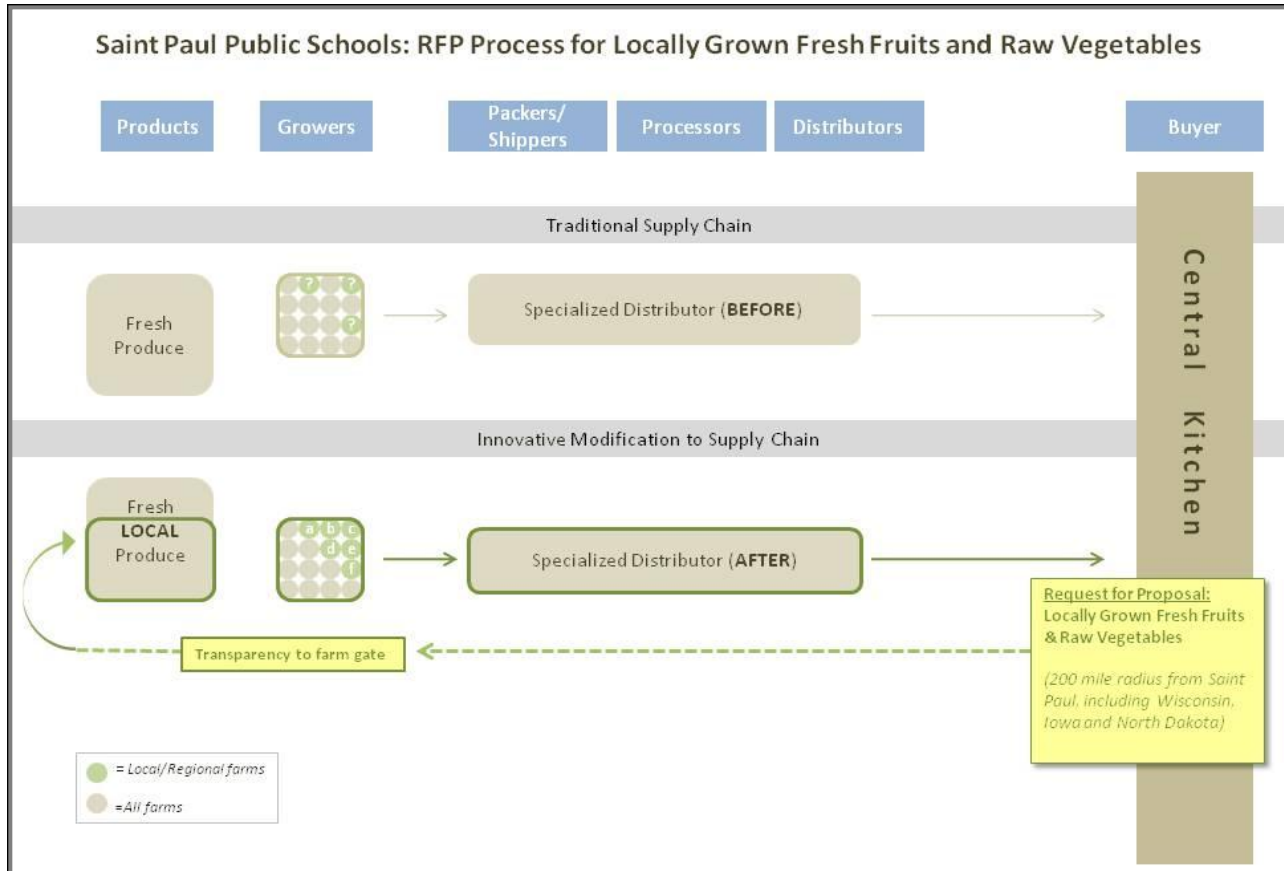 Saint Paul Public Schools: RFP Process for Locally Grown Fresh Fruits and Raw Vegetables
Products
Growers
Packers/
Shippers
Processors
Distributors
Buyer
Traditional Supply Chain
Fresh
Produce
? ?
?
Specialized Distributor (BEFORE)
Central Kitchen
Innovative Modification to Supply Chain
Fresh
LOCAL
Produce
a b c
d e
f
Specialized Distributor (AFTER)
Request for Proposal:
Locally Grown Fresh Fruits
& Raw Vegetables
(200 mile radius from Saint
Paul, including Wisconsin,
Iowa and North Dakota)
Transparency to farm gate
= Local/Regional farms
=All farms